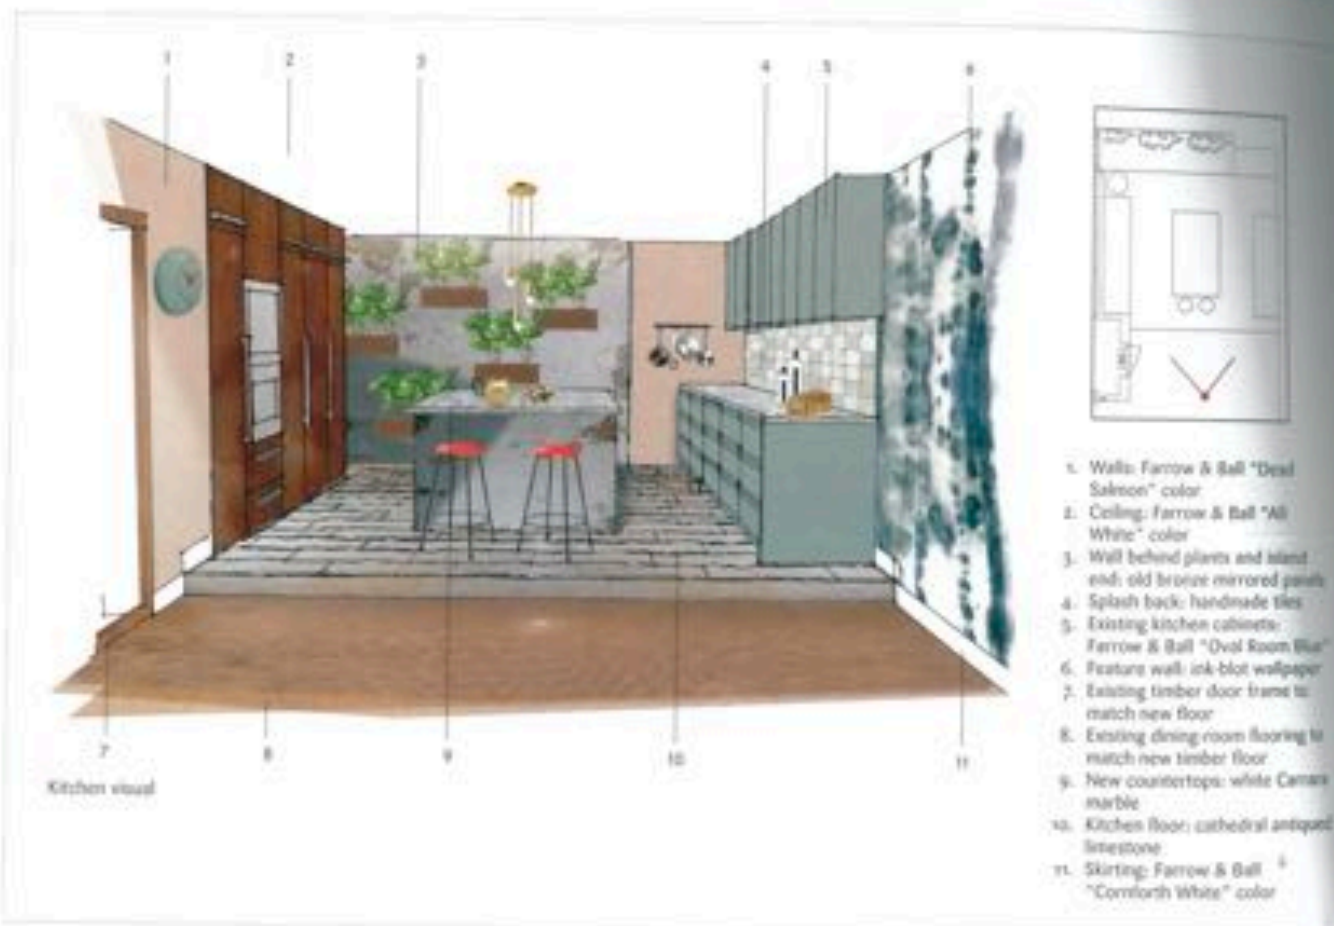 1 2 3 4 5 6
7 8 9 10 11
Kitchen visual
1. Walls: Farrow & Ball "Dead
Salmon" color
2. Ceiling: Farrow & Ball "All
White" color
3. Wall behind plants and island
end: old bronze mirrored panels
4. Splash back: handmade tiles
5. Existing kitchen cabinets:
Farrow & Ball "Oval Room Blue"
6. Feature wall: ink-blot wallpaper
7. Existing timber door frame to
match new floor
8. Existing dining-room flooring to
match new timber floor
9. New countertops: white Carrara
marble
10. Kitchen floor: cathedral antiqued
limestone
11. Skirting: Farrow & Ball
"Cornforth White" color